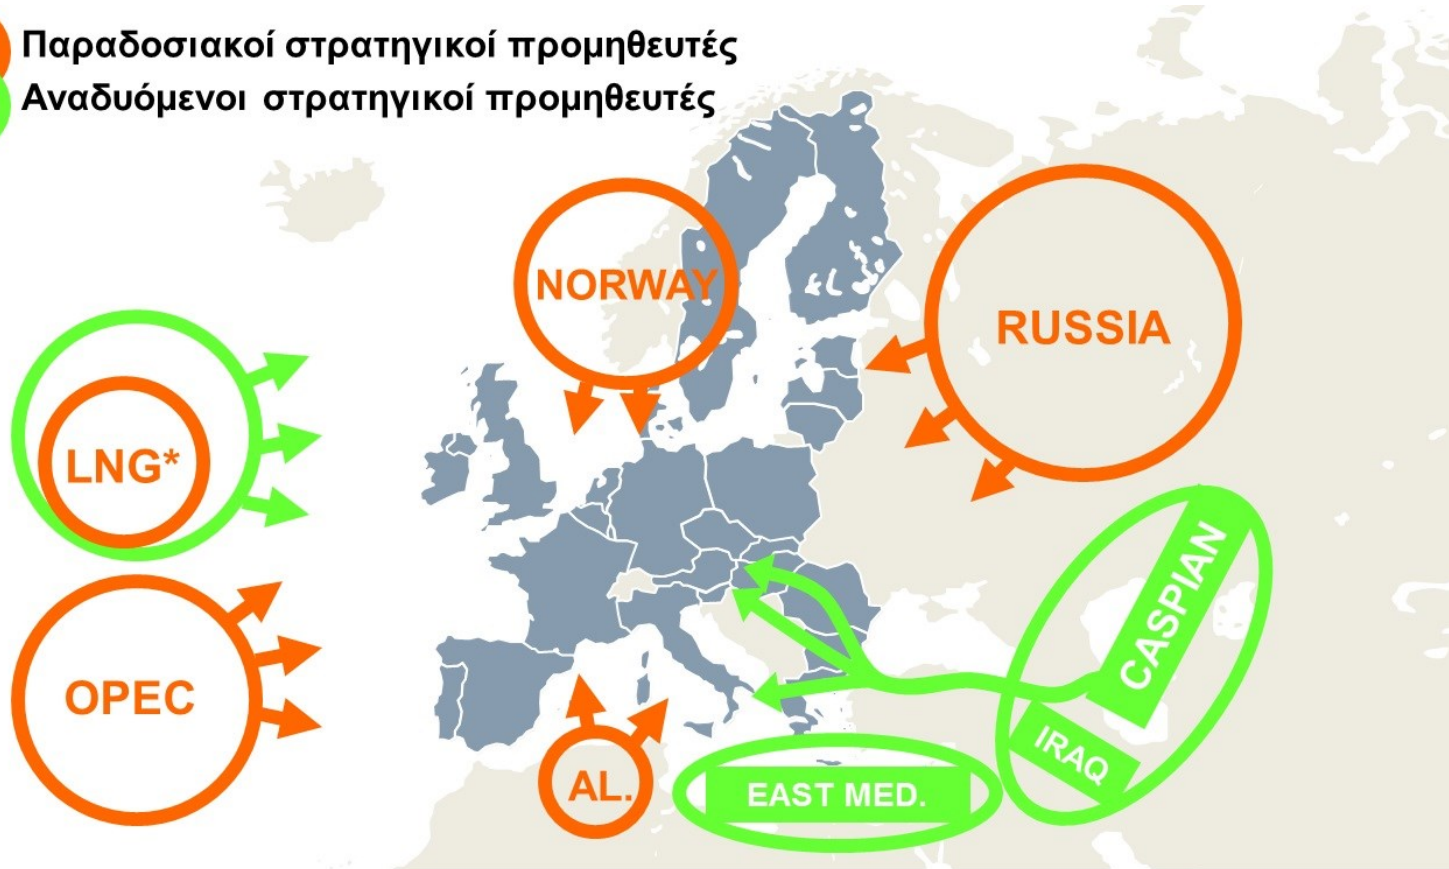 Παραδοσιακοί στρατηγικοί προμηθευτές
Αναδυόμενοι στρατηγικοί προμηθευτές
NORWAY
RUSSIA
LNG*
OPEC
CASPIAN
IRAQ
AL.
EAST MED.